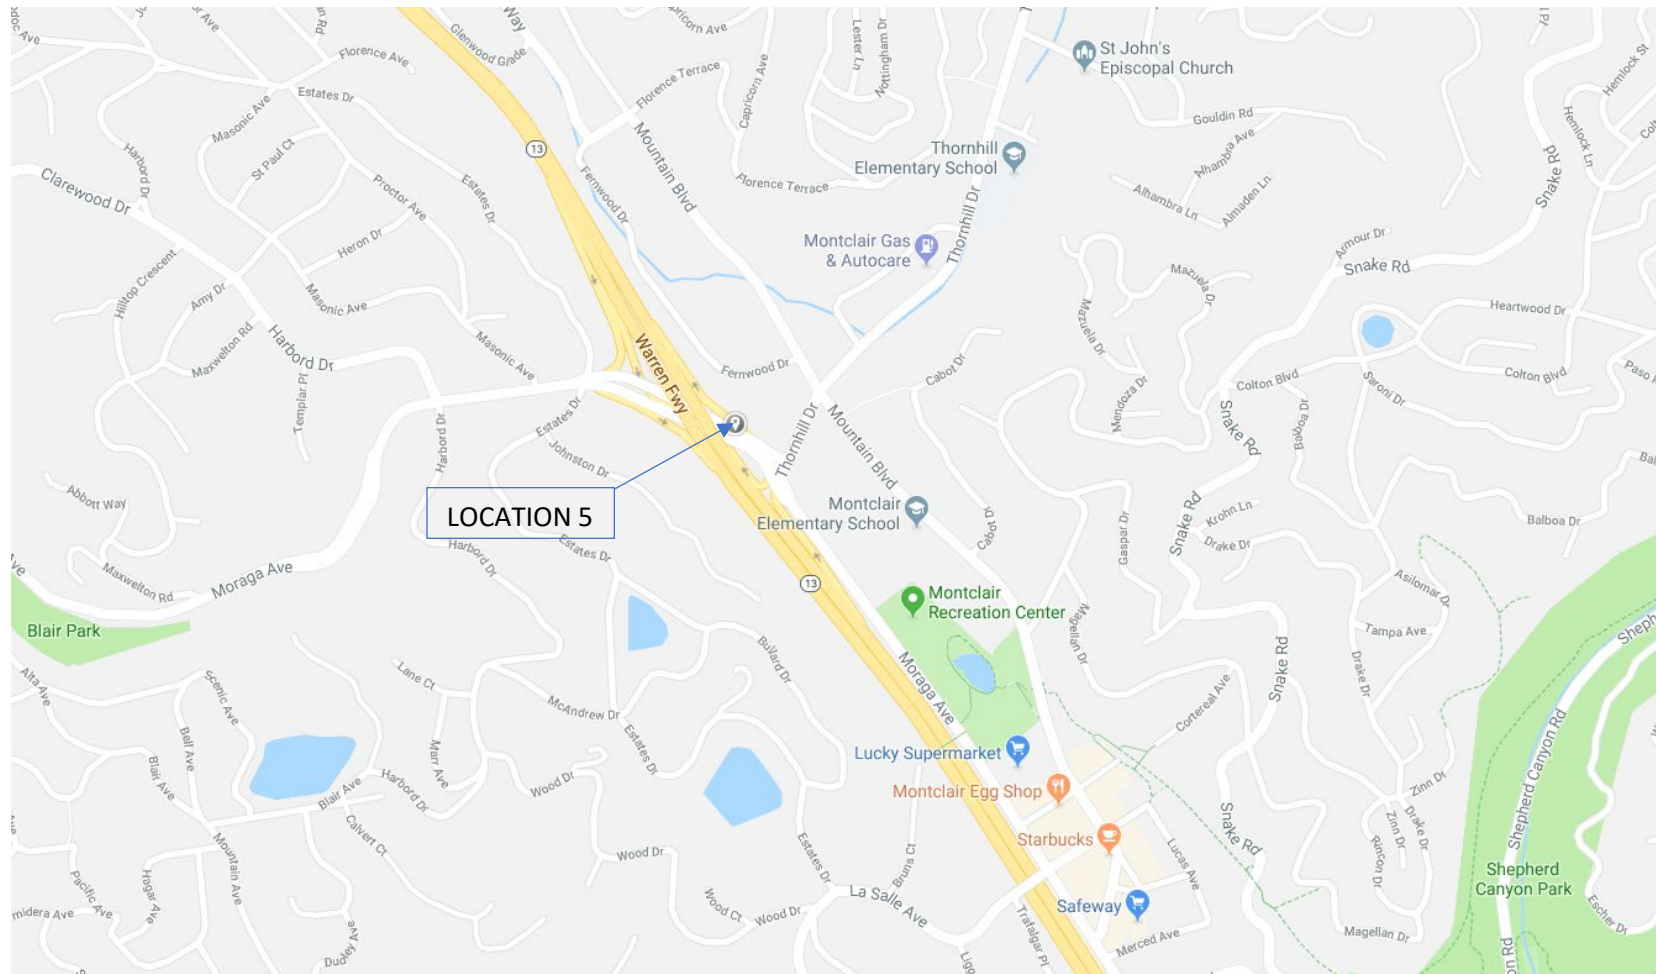 Florence Ave
Glenwood Grade
Capricorn Ave
Lester Ln
Nottingham Dr
St John's
Episcopal Church
Hemlock St
Estates Dr
Masonic Ave
Florence Terrace
Capricorn Ave
Gouldin Rd
Hemlock Ln
13
Mountain Blvd
Thornhill
Elementary School
Alhambra Ave
Snake Rd
Harbord Dr
St Paul Ct
Clarewood Dr
Proctor Ave
Estates Dr
Fernwood Dr
Florence Terrace
Thornhill Dr
Alhambra Ln
Almaden Ln
Heron Dr
Montclair Gas
& Autocare
Armour Dr
Snake Rd
Hilltop Crescent
Amy Dr
Masonic Ave
Mazuela Dr
Mazuela Dr
Heartwood Dr
Maxwelton Rd
Harbord Dr
Masonic Ave
Warren Fwy
Fernwood Dr
Cabot Dr
Colton Blvd
Colton Blvd
Saroni Dr
Templar Pl
Estates Dr
Thornhill Dr
Mountain Blvd
Mendoza Dr
Snake Rd
Balboa Dr
Harbord Dr
Johnston Dr
Abbott Way
LOCATION 5
Montclair
Elementary School
Cabot Dr
Gaspar Dr
Snake Rd
Krohn Ln
Drake Dr
Balboa Dr
Estates Dr
Harbord Dr
Moraga Ave
Maxwelton Rd
13
Montclair
Recreation Center
Magellan Dr
Asilomar Dr
Tampa Ave
Blair Park
Bullard Dr
Moraga Ave
Snake Rd
Drake Dr
Alta Ave
Scenic Ave
Lane Ct
McAndrew Dr
Estates Dr
Cortereal Ave
Bell Ave
Blair Ave
Marr Ave
Harbord Dr
Blair Ave
Wood Dr
Lucky Supermarket
Montclair Egg Shop
Starbucks
Zinn Dr
Shepherd Canyon Rd
Calvert Ct
Mountain Ave
Wood Dr
Estates Dr
Bruns Ct
Snake Rd
Lucas Ave
Zinn Dr
Drake Dr
Rincon Dr
Pacific Ave
Hagar Ave
Wood Ct
Wood Dr
La Salle Ave
Safeway
Shepherd
Canyon Park
Dudley Ave
Trafalgar Pl
Merced Ave
Magellan Dr
Escher Dr